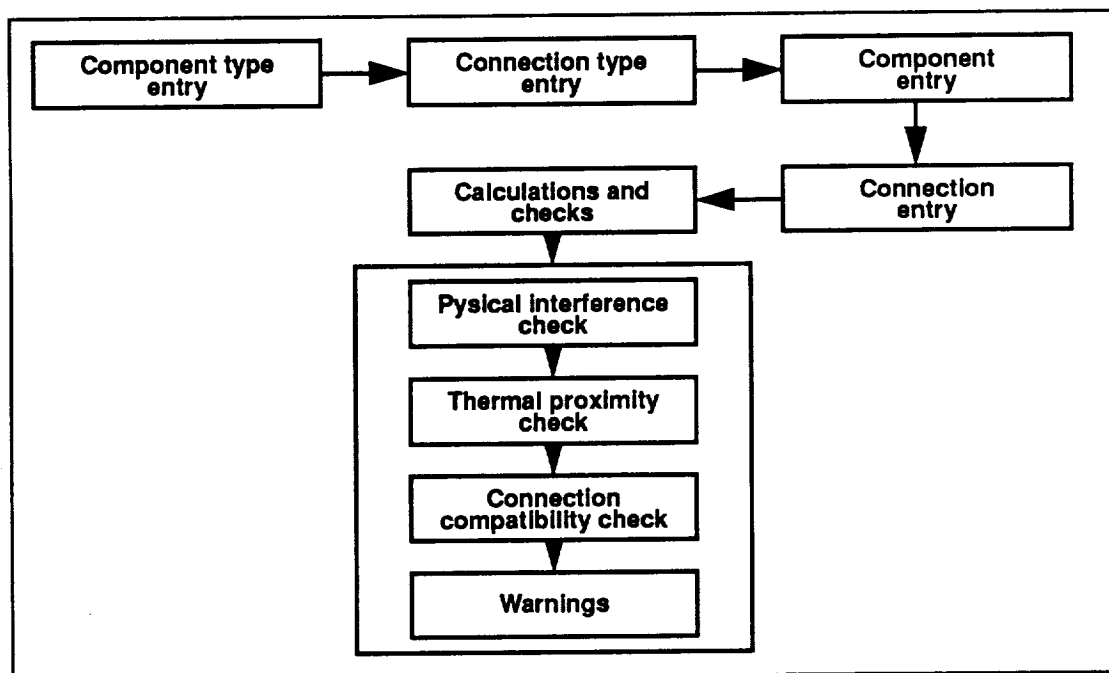 Component type
entry
Connection type
entry
Component
entry
Calculations and
checks
Connection
entry
Pysical interference
check
Thermal proximity
check
Connection
compatibility check
Warnings